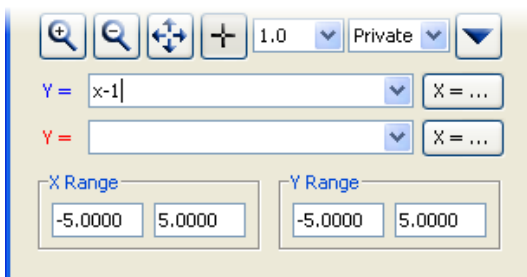 1.0 Private
Y = x-1 X = ...
Y = X = ...
X Range Y Range
-5.0000 5.0000 -5.0000 5.0000